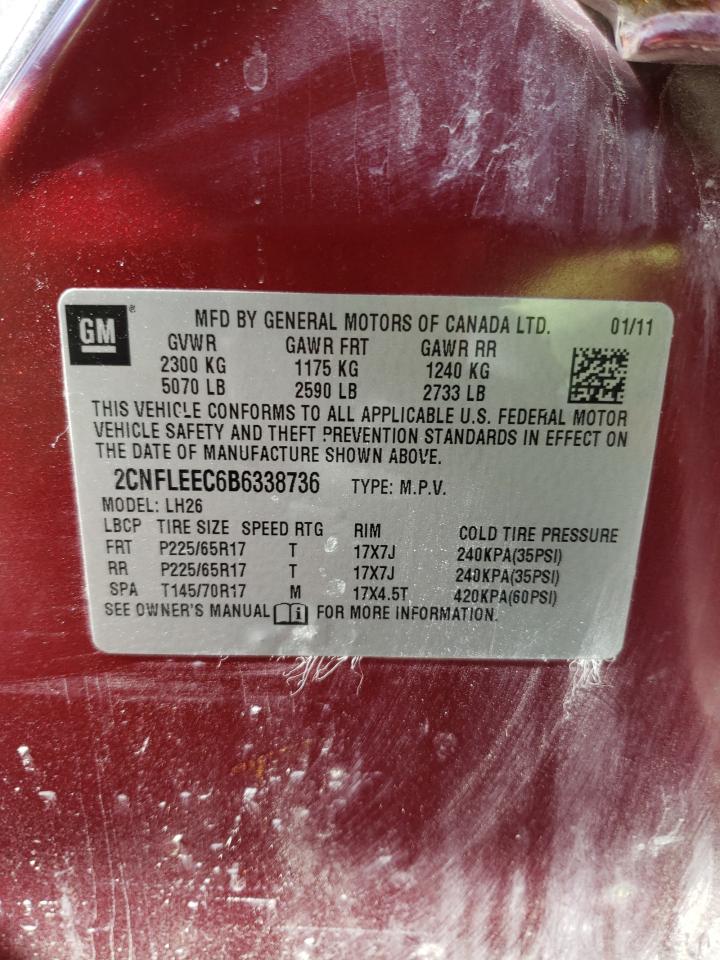 GM ® MFD BY GENERAL MOTORS OF CANADA LTD. 01/11
GVWR GAWR FRT GAWR RR
2300 KG 1175 KG 1240 KG
5070 LB 2590 LB 2733 LB
THIS VEHICLE CONFORMS TO ALL APPLICABLE U.S. FEDERAL MOTOR
VEHICLE SAFETY AND THEFT PREVENTION STANDARDS IN EFFECT ON
THE DATE OF MANUFACTURE SHOWN ABOVE.
2CNFLEEC6B6338736 TYPE: M.P.V.
MODEL: LH26
LBCP TIRE SIZE SPEED RTG RIM COLD TIRE PRESSURE
FRT P225/65R17 T 17X7J 240KPA(35PSI)
RR P225/65R17 T 17X7J 240KPA(35PSI)
SPA T145/70R17 M 17X4.5T 420KPA(60PSI)
SEE OWNER'S MANUAL i FOR MORE INFORMATION.